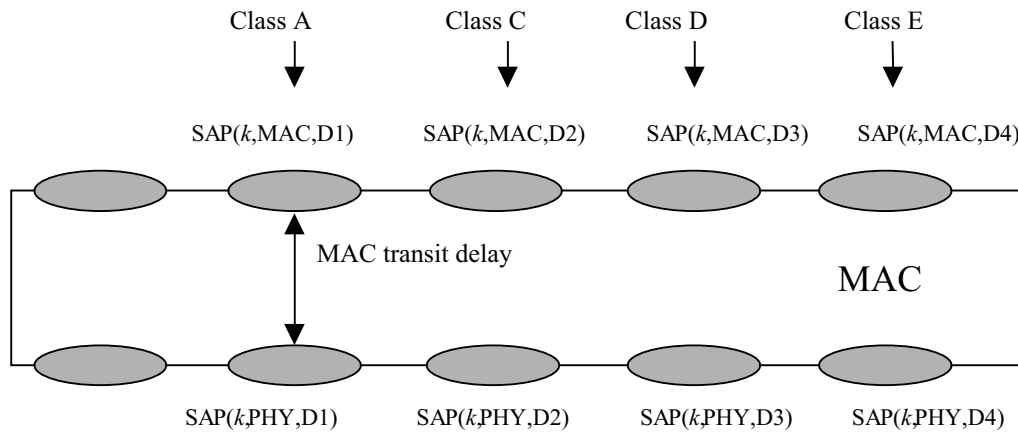 Class A Class C Class D Class E
SAP(k,MAC,D1) SAP(k,MAC,D2) SAP(k,MAC,D3) SAP(k,MAC,D4)
MAC transit delay
MAC
SAP(k,PHY,D1) SAP(k,PHY,D2) SAP(k,PHY,D3) SAP(k,PHY,D4)